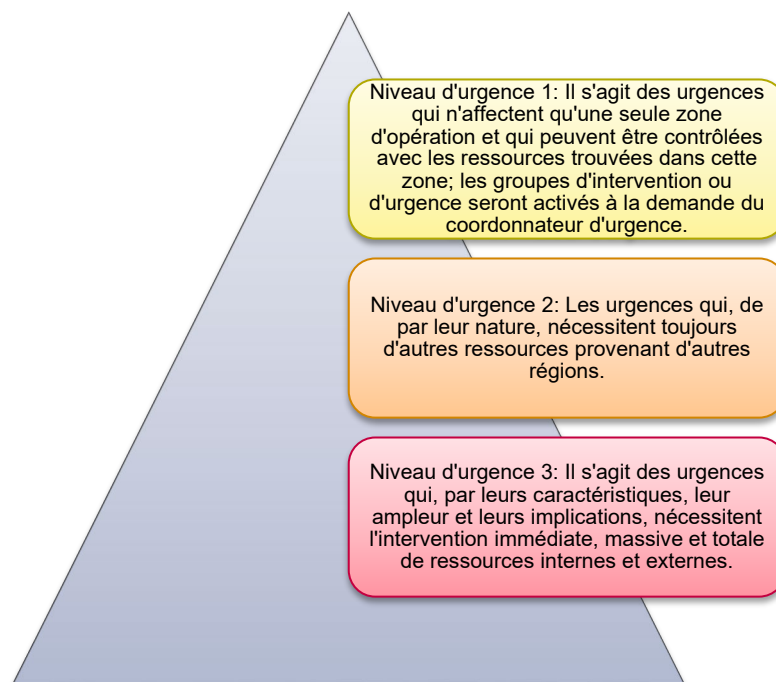 Niveau d'urgence 1: Il s'agit des urgences
qui n'affectent qu'une seule zone
d'opération et qui peuvent être contrôlées
avec les ressources trouvées dans cette
zone; les groupes d'intervention ou
d'urgence seront activés à la demande du
coordonnateur d'urgence.
Niveau d'urgence 2: Les urgences qui, de
par leur nature, nécessitent toujours
d'autres ressources provenant d'autres
régions.
Niveau d'urgence 3: Il s'agit des urgences
qui, par leurs caractéristiques, leur
ampleur et leurs implications, nécessitent
l'intervention immédiate, massive et totale
de ressources internes et externes.